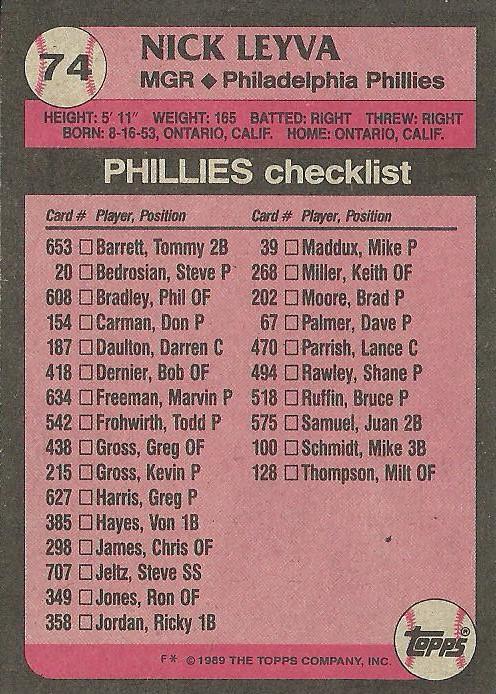 74
NICK LEYVA
MGR ◆ Philadelphia Phillies
HEIGHT: 5' 11" WEIGHT: 165 BATTED: RIGHT THREW: RIGHT
BORN: 8-16-53, ONTARIO, CALIF. HOME: ONTARIO, CALIF.
PHILLIES checklist
Card # Player, Position
653 □ Barrett, Tommy 2B
20 □ Bedrosian, Steve P
608 □ Bradley, Phil OF
154 □ Carman, Don P
187 □ Daulton, Darren C
418 □ Dernier, Bob OF
634 □ Freeman, Marvin P
542 □ Frohwirth, Todd P
438 □ Gross, Greg OF
215 □ Gross, Kevin P
627 □ Harris, Greg P
385 □ Hayes, Von 1B
298 □ James, Chris OF
707 □ Jeltz, Steve SS
349 □ Jones, Ron OF
358 □ Jordan, Ricky 1B
Card # Player, Position
39 □ Maddux, Mike P
268 □ Miller, Keith OF
202 □ Moore, Brad P
67 □ Palmer, Dave P
470 □ Parrish, Lance C
494 □ Rawley, Shane P
518 □ Ruffin, Bruce P
575 □ Samuel, Juan 2B
100 □ Schmidt, Mike 3B
128 □ Thompson, Milt OF
topps®
F* © 1989 THE TOPPS COMPANY, INC.